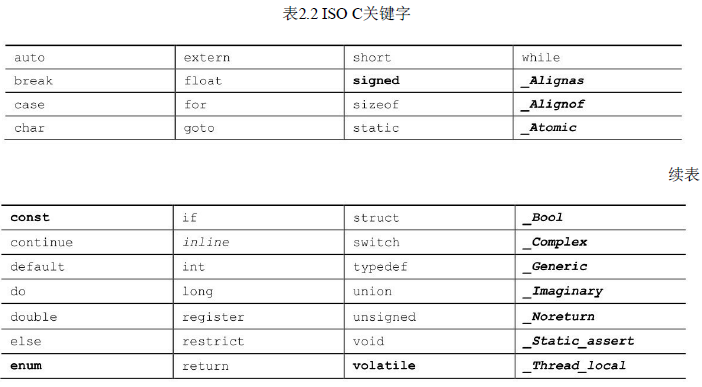 表2.2 ISO C关键字
auto extern short while
break float signed _Alignas
case for sizeof _Alignof
char goto static _Atomic
续表
const if struct _Bool
continue inline switch _Complex
default int typedef _Generic
do long union _Imaginary
double register unsigned _Noreturn
else restrict void _Static_assert
enum return volatile _Thread_local